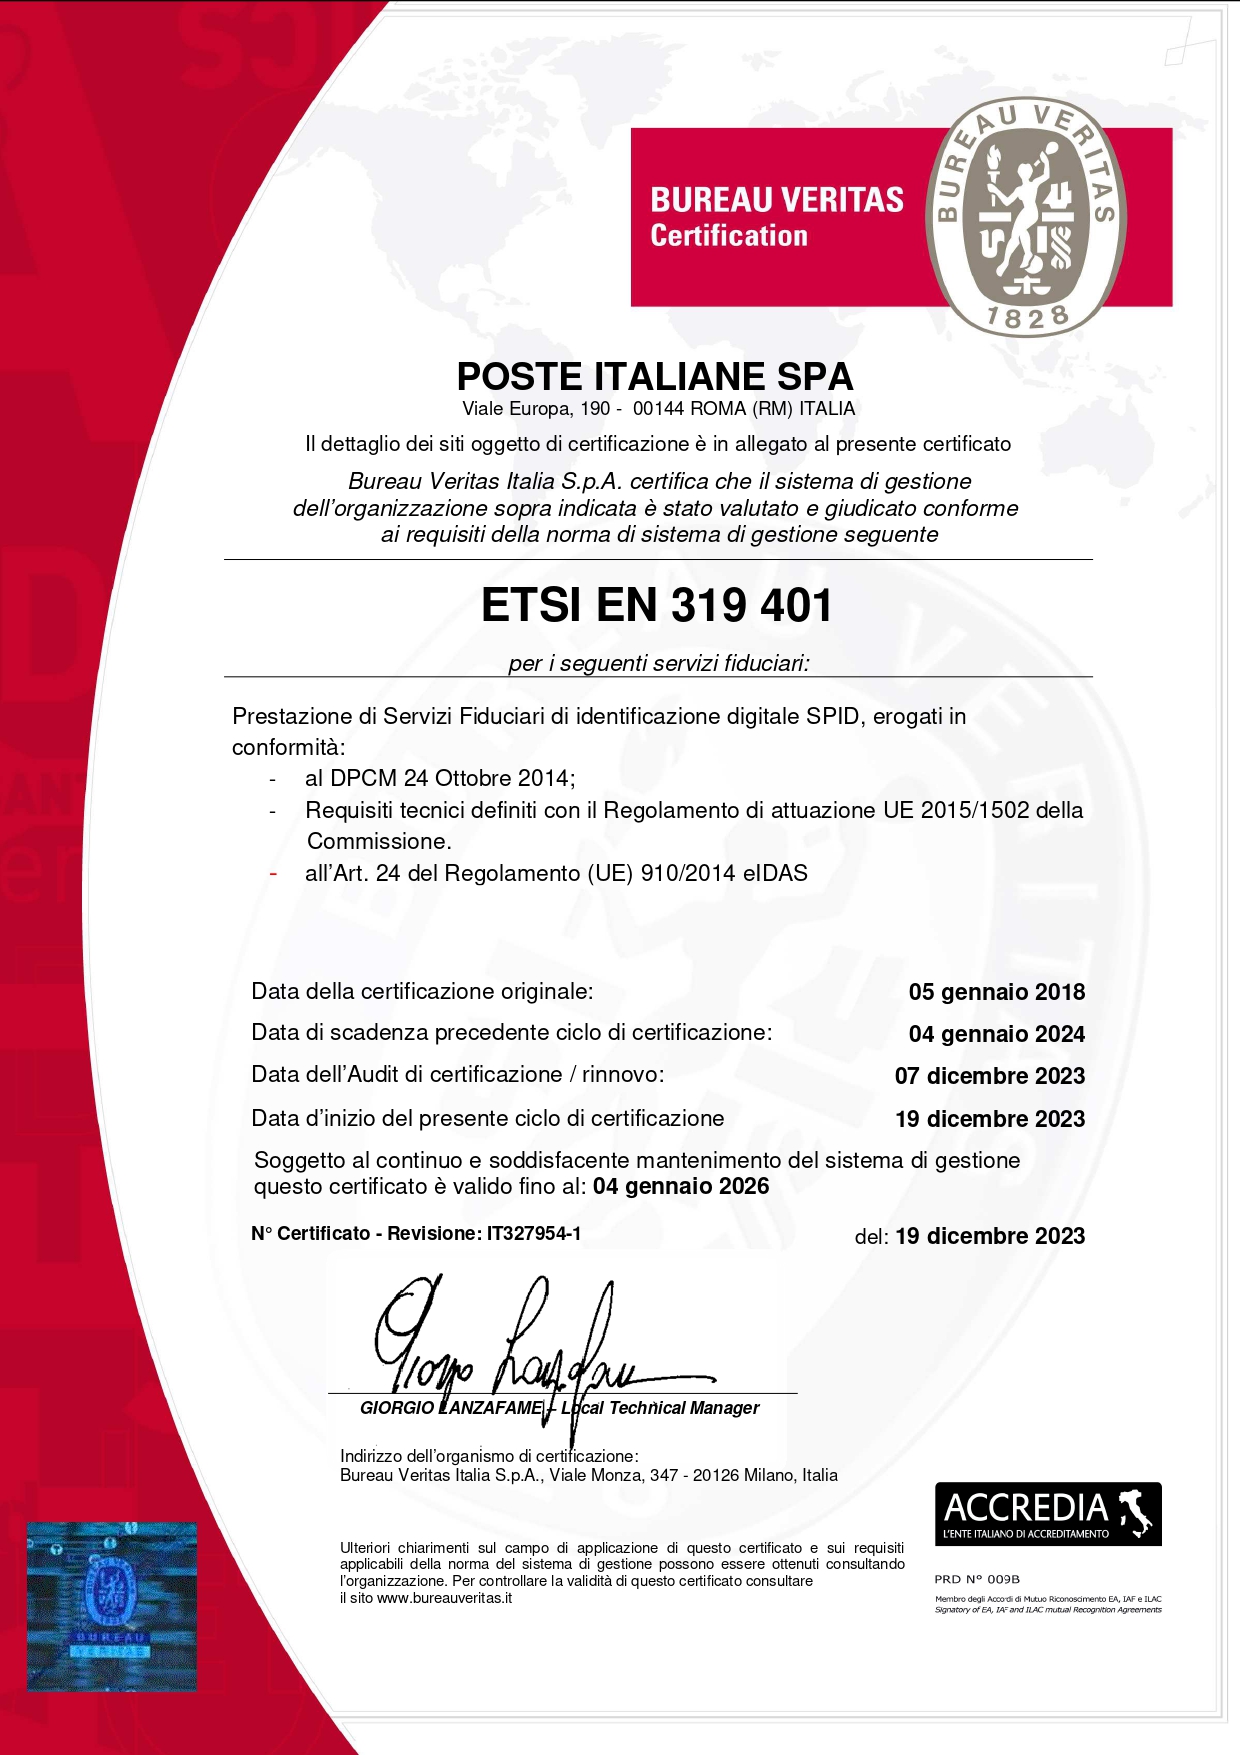 BUREAU VERITAS
1828
BUREAU VERITAS
Certification
POSTE ITALIANE SPA
Viale Europa, 190 - 00144 ROMA (RM) ITALIA
Il dettaglio dei siti oggetto di certificazione è in allegato al presente certificato
Bureau Veritas Italia S.p.A. certifica che il sistema di gestione
dell'organizzazione sopra indicata è stato valutato e giudicato conforme
ai requisiti della norma di sistema di gestione seguente
ETSI EN 319 401
per i seguenti servizi fiduciari:
Prestazione di Servizi Fiduciari di identificazione digitale SPID, erogati in
conformità:
- al DPCM 24 Ottobre 2014;
- Requisiti tecnici definiti con il Regolamento di attuazione UE 2015/1502 della
Commissione.
- all'Art. 24 del Regolamento (UE) 910/2014 eIDAS
Data della certificazione originale: 05 gennaio 2018
Data di scadenza precedente ciclo di certificazione: 04 gennaio 2024
Data dell'Audit di certificazione / rinnovo: 07 dicembre 2023
Data d'inizio del presente ciclo di certificazione 19 dicembre 2023
Soggetto al continuo e soddisfacente mantenimento del sistema di gestione
questo certificato è valido fino al: 04 gennaio 2026
N° Certificato - Revisione: IT327954-1 del: 19 dicembre 2023
Giorgio Lanzafame
GIORGIO LANZAFAME – Local Technical Manager
Indirizzo dell'organismo di certificazione:
Bureau Veritas Italia S.p.A., Viale Monza, 347 - 20126 Milano, Italia
Ulteriori chiarimenti sul campo di applicazione di questo certificato e sui requisiti
applicabili della norma del sistema di gestione possono essere ottenuti consultando
l'organizzazione. Per controllare la validità di questo certificato consultare
il sito www.bureauveritas.it
ACCREDIA
L'ENTE ITALIANO DI ACCREDITAMENTO
PRD N° 009B
Membro degli Accordi di Mutuo Riconoscimento EA, IAF e ILAC
Signatory of EA, IAF and ILAC mutual Recognition Agreements
BUREAU
VERITAS